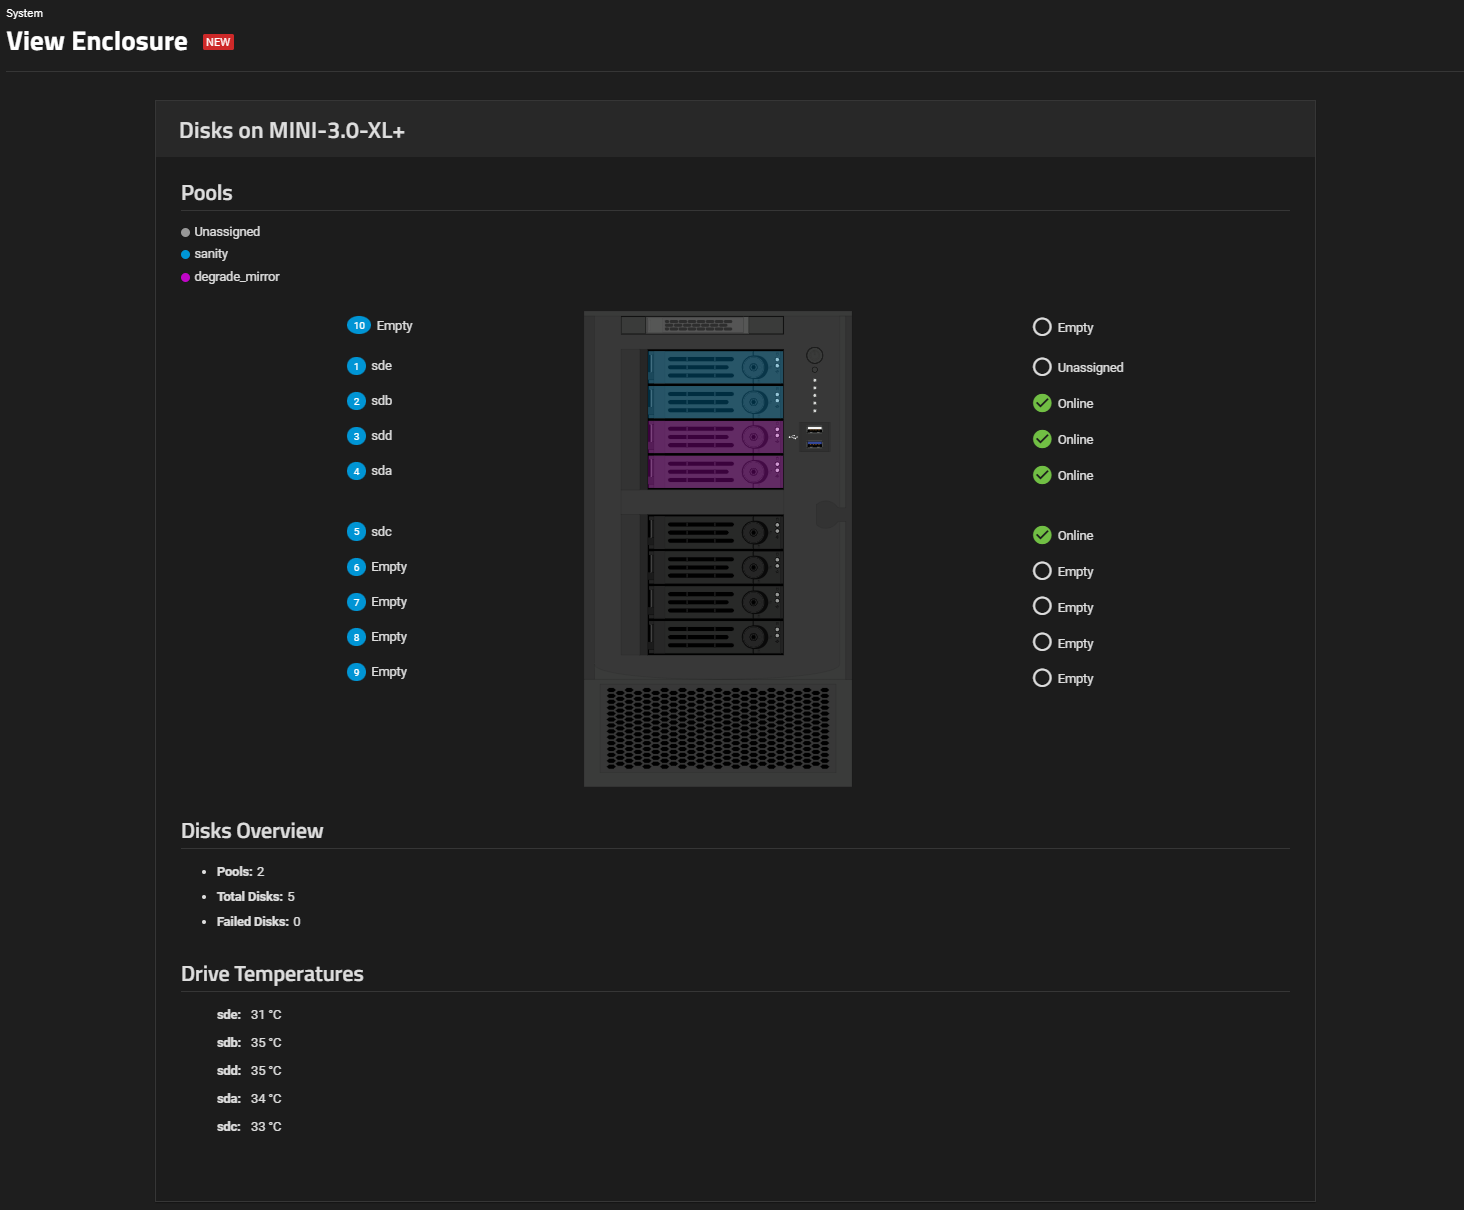 System
View Enclosure NEW
Disks on MINI-3.0-XL+
Pools
Unassigned
sanity
degrade_mirror
10 Empty
Empty
1 sde
Unassigned
2 sdb
Online
3 sdd
Online
4 sda
Online
5 sdc
Online
6 Empty
Empty
7 Empty
Empty
8 Empty
Empty
9 Empty
Empty
Disks Overview
Pools: 2
Total Disks: 5
Failed Disks: 0
Drive Temperatures
sde: 31 °C
sdb: 35 °C
sdd: 35 °C
sda: 34 °C
sdc: 33 °C